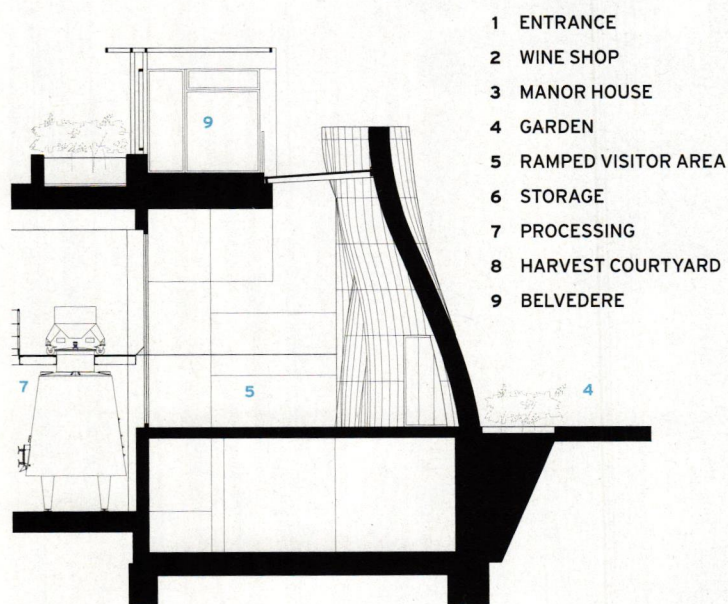 1 ENTRANCE
2 WINE SHOP
3 MANOR HOUSE
4 GARDEN
5 RAMPED VISITOR AREA
6 STORAGE
7 PROCESSING
8 HARVEST COURTYARD
9 BELVEDERE
9
7
5
4